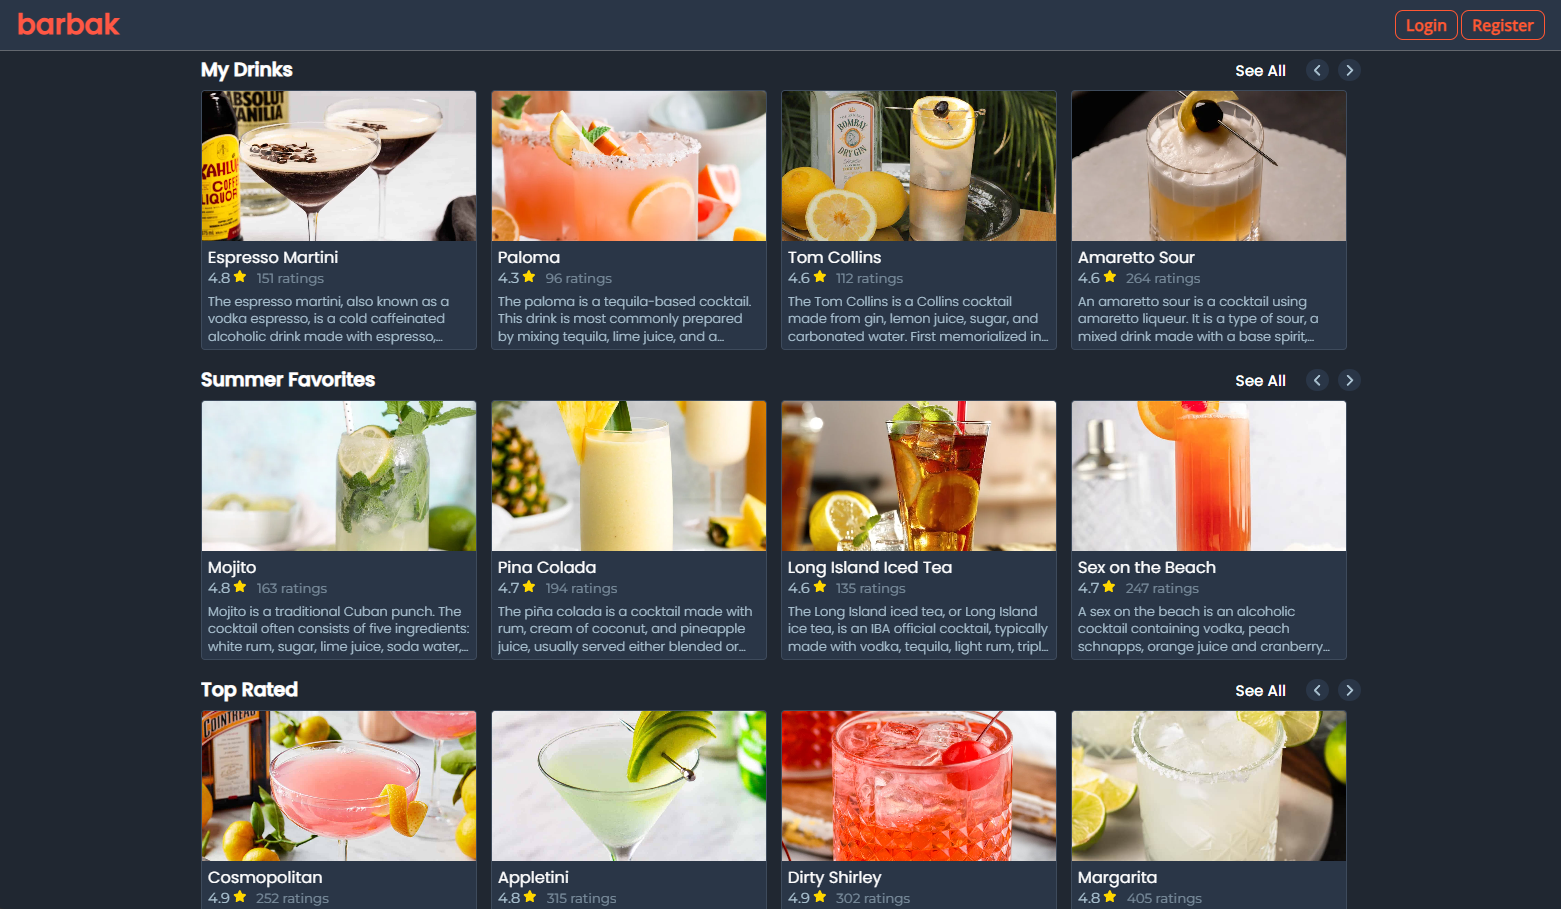 barbak
Login
Register
My Drinks
See All
ABSOLUT
VANILIA
KAHLUA
COFFEE
LIQUOR
BOMBAY
DRY GIN
Espresso Martini
4.8 151 ratings
The espresso martini, also known as a
vodka espresso, is a cold caffeinated
alcoholic drink made with espresso,...
Paloma
4.3 96 ratings
The paloma is a tequila-based cocktail.
This drink is most commonly prepared
by mixing tequila, lime juice, and a...
Tom Collins
4.6 112 ratings
The Tom Collins is a Collins cocktail
made from gin, lemon juice, sugar, and
carbonated water. First memorialized in...
Amaretto Sour
4.6 264 ratings
An amaretto sour is a cocktail using
amaretto liqueur. It is a type of sour, a
mixed drink made with a base spirit,...
Summer Favorites
See All
Mojito
4.8 163 ratings
Mojito is a traditional Cuban punch. The
cocktail often consists of five ingredients:
white rum, sugar, lime juice, soda water,...
Pina Colada
4.7 194 ratings
The piña colada is a cocktail made with
rum, cream of coconut, and pineapple
juice, usually served either blended or...
Long Island Iced Tea
4.6 135 ratings
The Long Island iced tea, or Long Island
ice tea, is an IBA official cocktail, typically
made with vodka, tequila, light rum, tripl...
Sex on the Beach
4.7 247 ratings
A sex on the beach is an alcoholic
cocktail containing vodka, peach
schnapps, orange juice and cranberry...
Top Rated
See All
COINTREAU
Cosmopolitan
4.9 252 ratings
Appletini
4.8 315 ratings
Dirty Shirley
4.9 302 ratings
Margarita
4.8 405 ratings